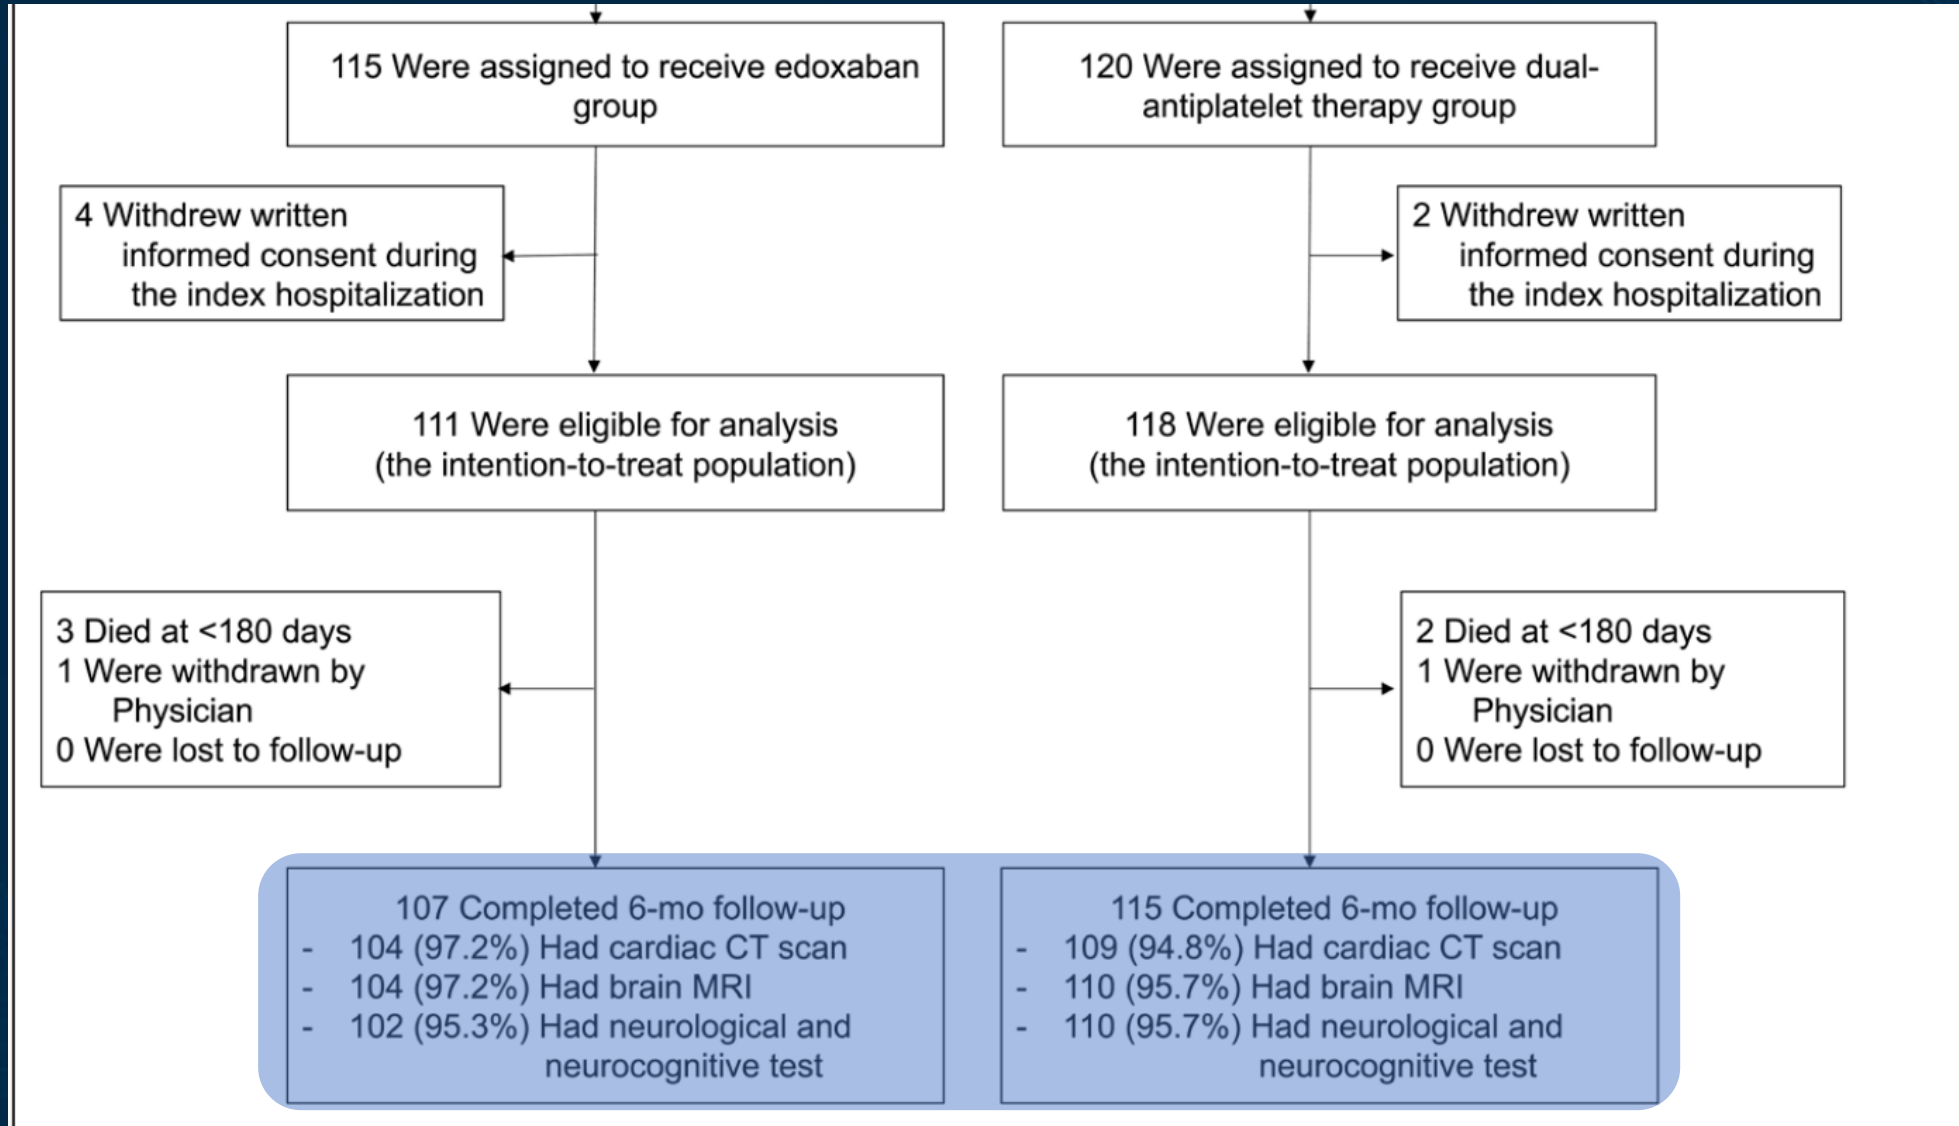 115 Were assigned to receive edoxaban
group
120 Were assigned to receive dual-
antiplatelet therapy group
4 Withdrew written
informed consent during
the index hospitalization
2 Withdrew written
informed consent during
the index hospitalization
111 Were eligible for analysis
(the intention-to-treat population)
118 Were eligible for analysis
(the intention-to-treat population)
3 Died at <180 days
1 Were withdrawn by
Physician
0 Were lost to follow-up
2 Died at <180 days
1 Were withdrawn by
Physician
0 Were lost to follow-up
107 Completed 6-mo follow-up
- 104 (97.2%) Had cardiac CT scan
- 104 (97.2%) Had brain MRI
- 102 (95.3%) Had neurological and
neurocognitive test
115 Completed 6-mo follow-up
- 109 (94.8%) Had cardiac CT scan
- 110 (95.7%) Had brain MRI
- 110 (95.7%) Had neurological and
neurocognitive test